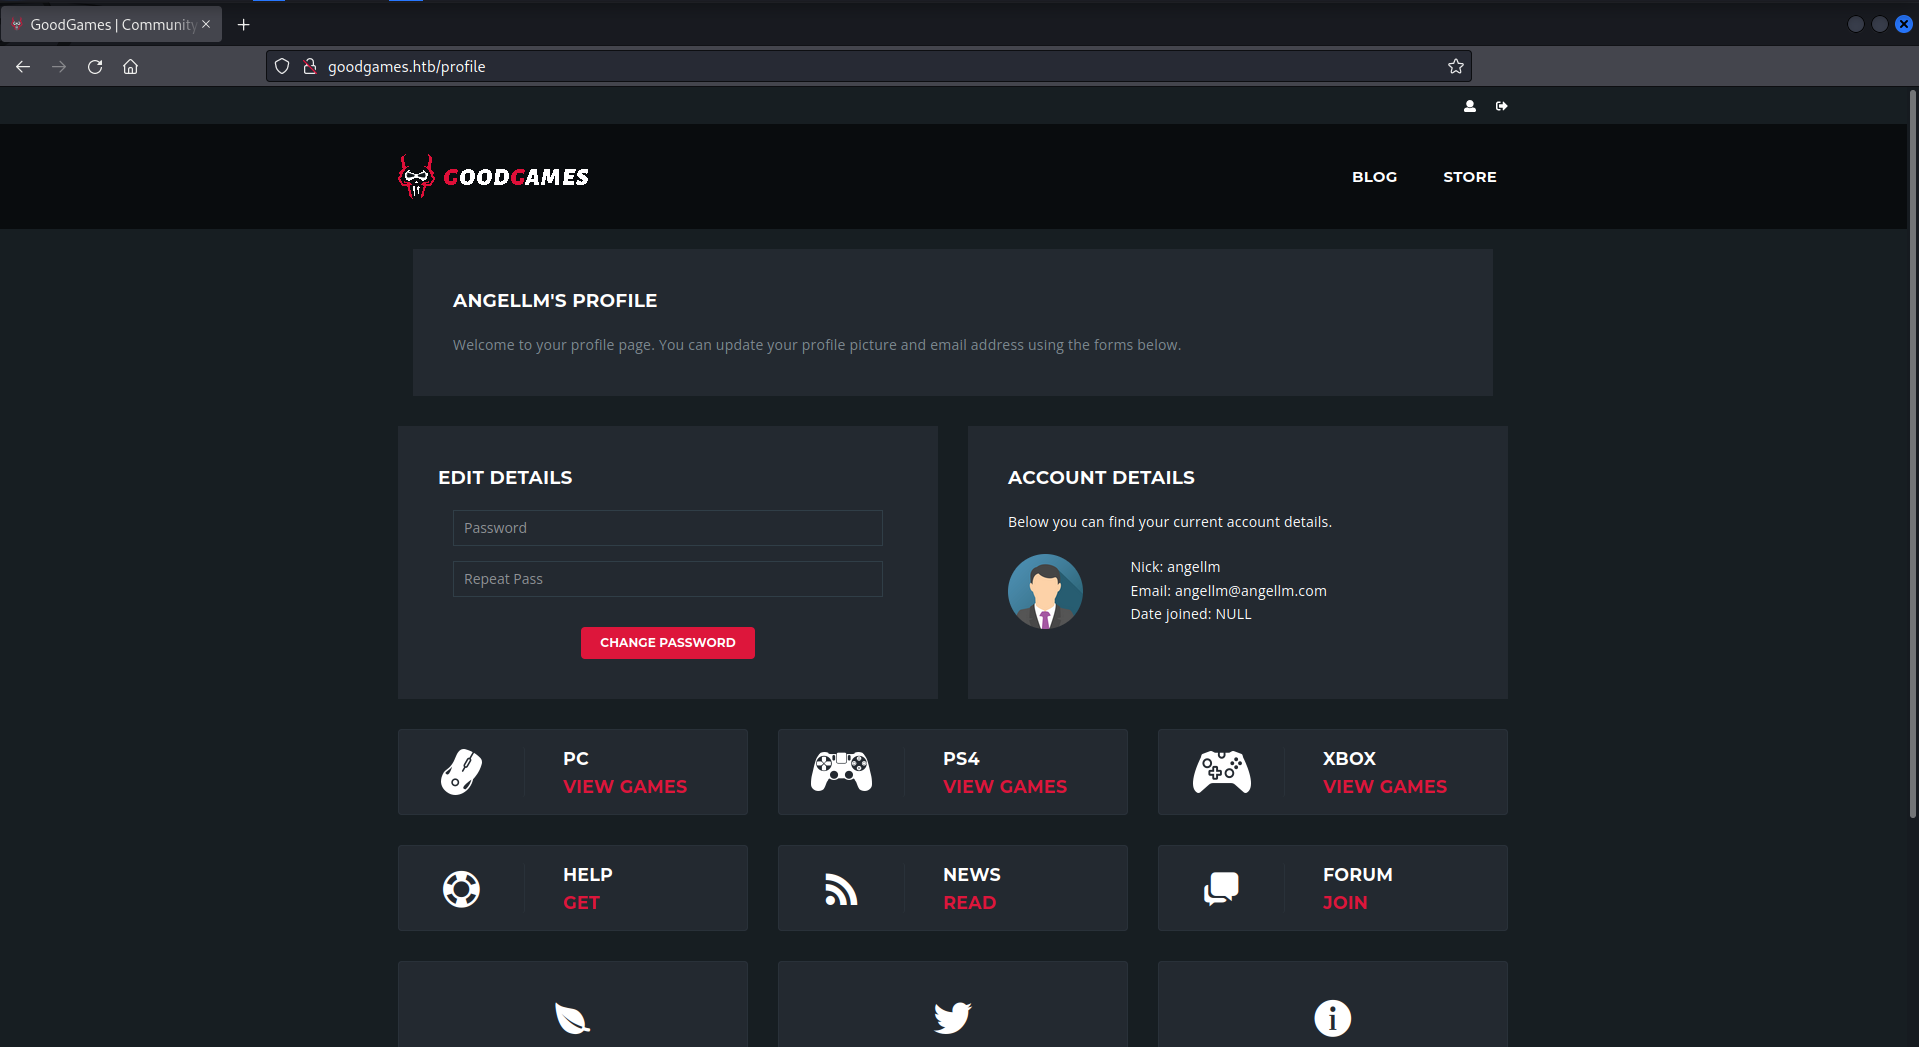 GoodGames | Community
goodgames.htb/profile
GOODGAMES
BLOG
STORE
ANGELLM'S PROFILE
Welcome to your profile page. You can update your profile picture and email address using the forms below.
EDIT DETAILS
Password
Repeat Pass
CHANGE PASSWORD
ACCOUNT DETAILS
Below you can find your current account details.
Nick: angellm
Email: angellm@angellm.com
Date joined: NULL
PC
VIEW GAMES
PS4
VIEW GAMES
XBOX
VIEW GAMES
HELP
GET
NEWS
READ
FORUM
JOIN